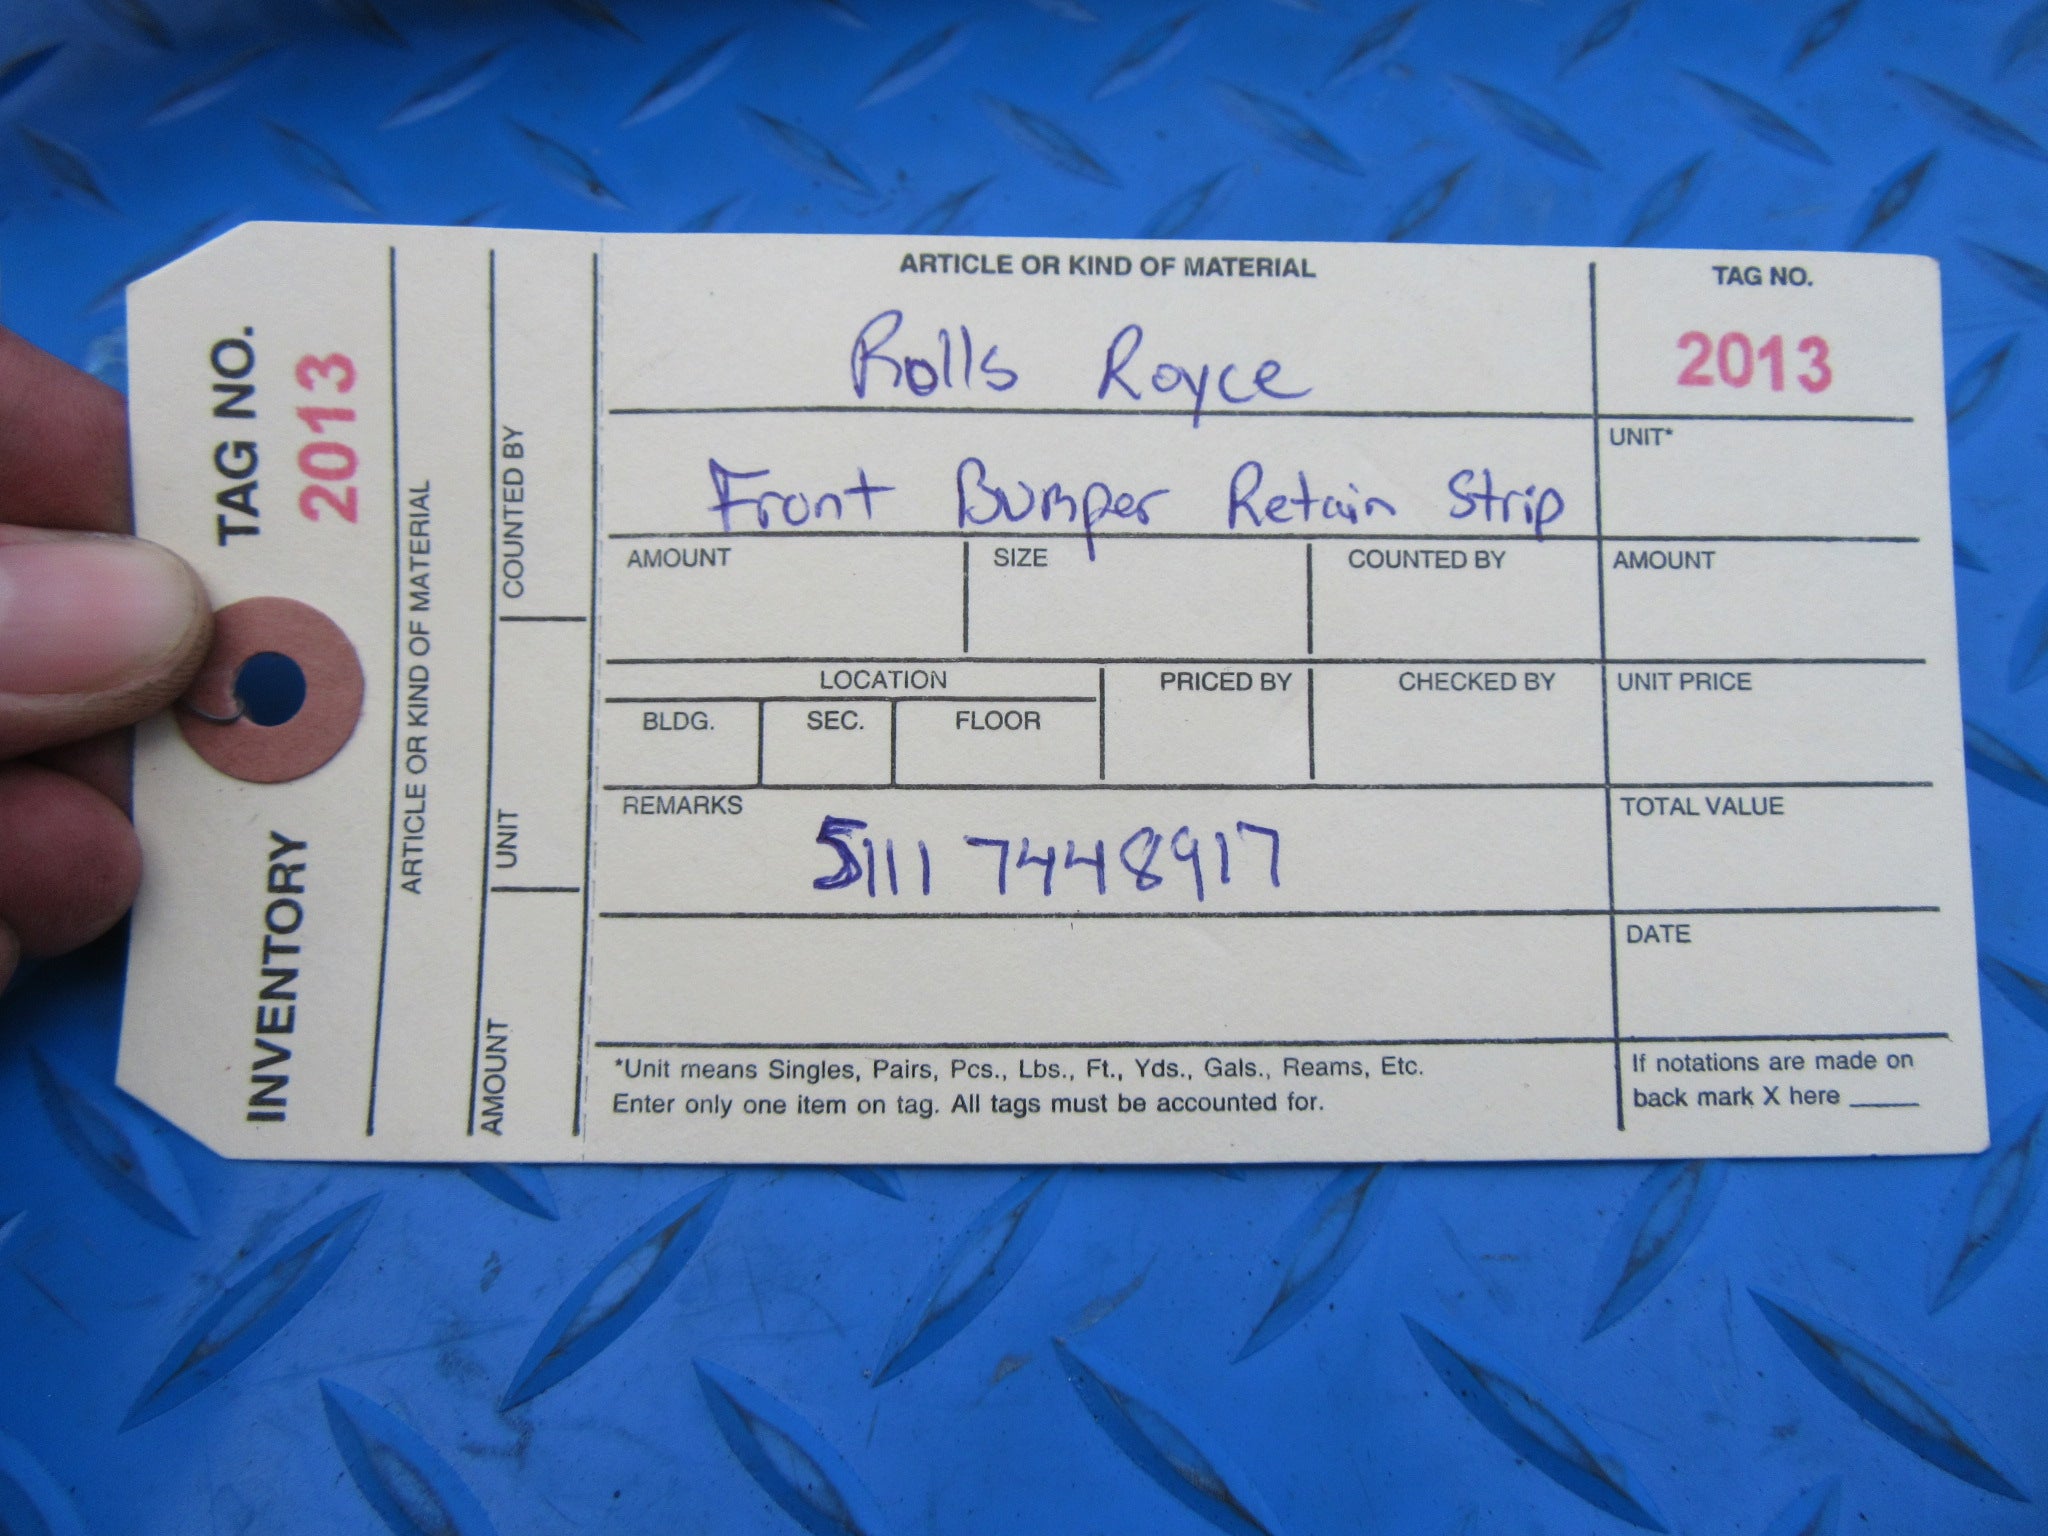 TAG NO.
2013
INVENTORY
ARTICLE OR KIND OF MATERIAL
COUNTED BY
UNIT
AMOUNT
ARTICLE OR KIND OF MATERIAL
Rolls Royce
Front Bumper Retain Strip
TAG NO.
2013
UNIT*
AMOUNT SIZE COUNTED BY AMOUNT
LOCATION PRICED BY CHECKED BY UNIT PRICE
BLDG. SEC. FLOOR
REMARKS TOTAL VALUE
5111 7448917
DATE
*Unit means Singles, Pairs, Pcs., Lbs., Ft., Yds., Gals., Reams, Etc.
Enter only one item on tag. All tags must be accounted for.
If notations are made on
back mark X here _____